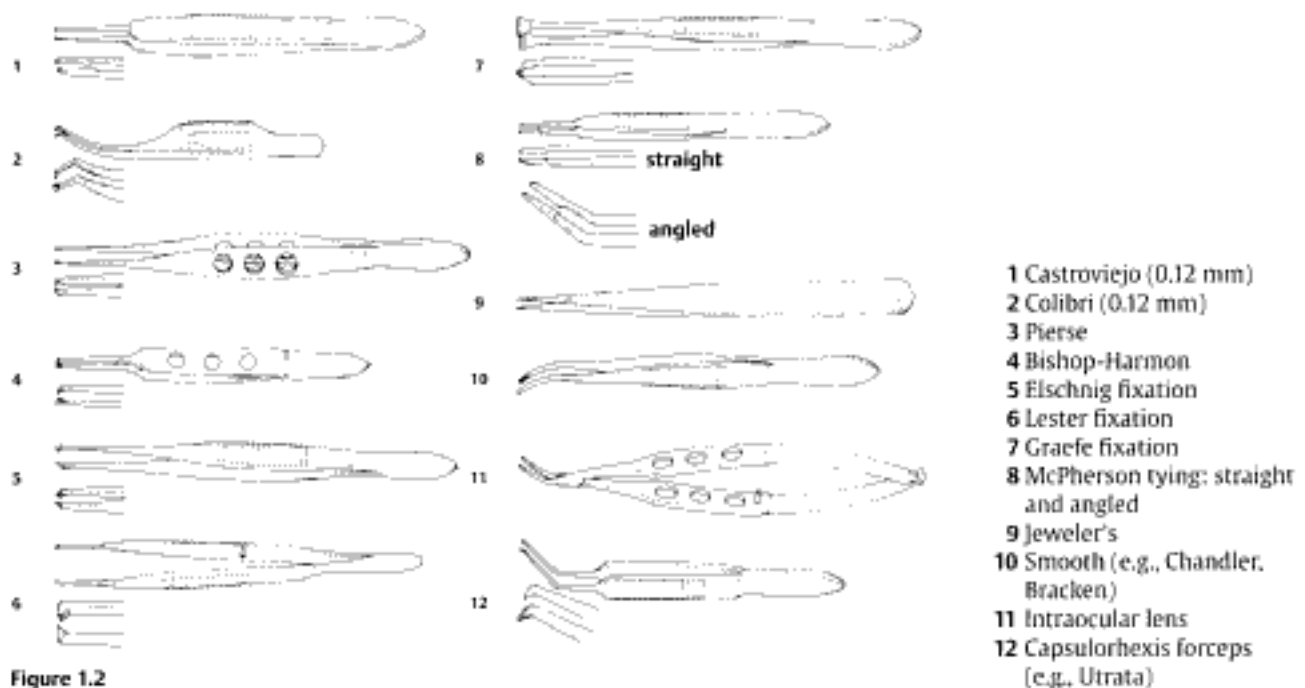 1
2
3
4
5
6
Figure 1.2
7
8
straight
angled
9
10
11
12
1 Castroviejo (0.12 mm)
2 Colibri (0.12 mm)
3 Pierse
4 Bishop-Harmon
5 Elschnig fixation
6 Lester fixation
7 Graefe fixation
8 McPherson tying: straight
and angled
9 Jeweler's
10 Smooth (e.g., Chandler,
Bracken)
11 Intraocular lens
12 Capsulorhexis forceps
(e.g., Utrata)